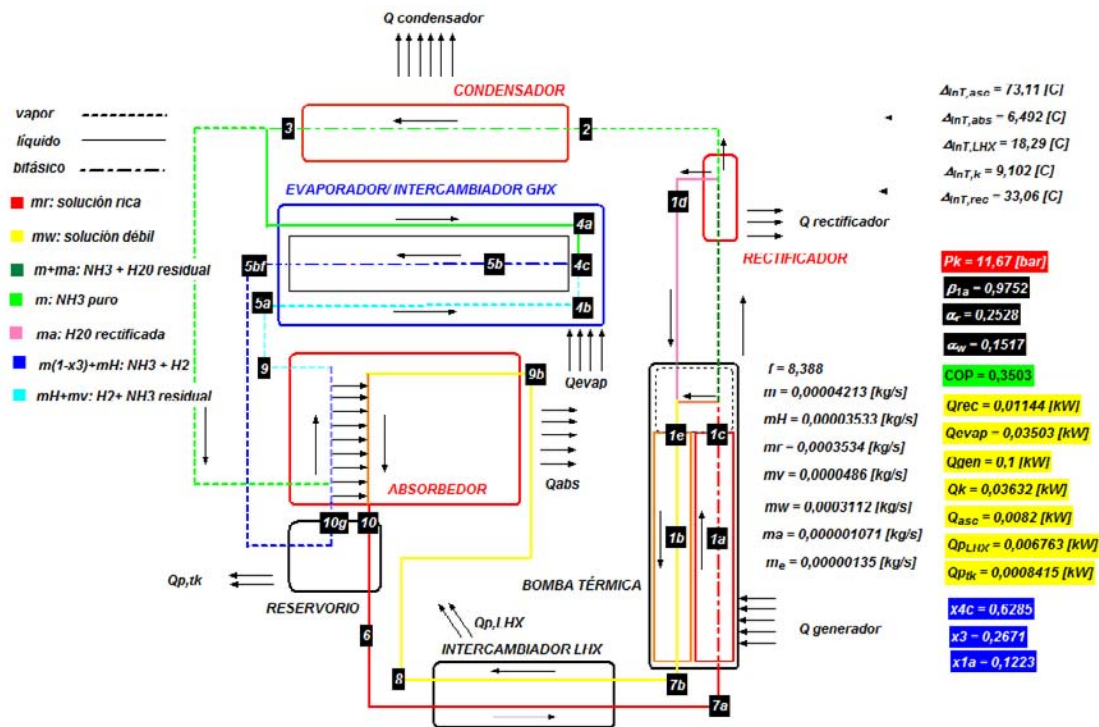 Q condensador
vapor
líquido
bifásico
CONDENSADOR
3
2
mr: solución rica
mw: solución débil
m+ma: NH3 + H20 residual
m: NH3 puro
ma: H20 rectificada
m(1-x3)+mH: NH3 + H2
mH+mv: H2+ NH3 residual
EVAPORADOR/ INTERCAMBIADOR GHX
4a
5bf
5b
4c
5a
4b
1d
Q rectificador
RECTIFICADOR
9
9b
Qevap
Qabs
ABSORBEDOR
10g
10
Qp,tk
RESERVORIO
6
Qp,LHX
INTERCAMBIADOR LHX
8
7b
7a
1e
1c
1b
1a
BOMBA TÉRMICA
Q generador
f = 8,388
m = 0,00004213 [kg/s]
mH = 0,00003533 [kg/s]
mr = 0,0003534 [kg/s]
mv = 0,0000486 [kg/s]
mw = 0,0003112 [kg/s]
ma = 0,000001071 [kg/s]
me = 0,00000135 [kg/s]
ΔlnT,asc = 73,11 [C]
ΔlnT,abs = 6,492 [C]
ΔlnT,LHX = 18,29 [C]
ΔlnT,k = 9,102 [C]
ΔlnT,rec = 33,06 [C]
Pk = 11,67 [bar]
β1a = 0,9752
αr = 0,2528
αw = 0,1517
COP = 0,3503
Qrec = 0,01144 [kW]
Qevap = 0,03503 [kW]
Qgen = 0,1 [kW]
Qk = 0,03632 [kW]
Qasc = 0,0082 [kW]
QpLHX = 0,006763 [kW]
Qptk = 0,0008415 [kW]
x4c = 0,6285
x3 = 0,2671
x1a = 0,1223